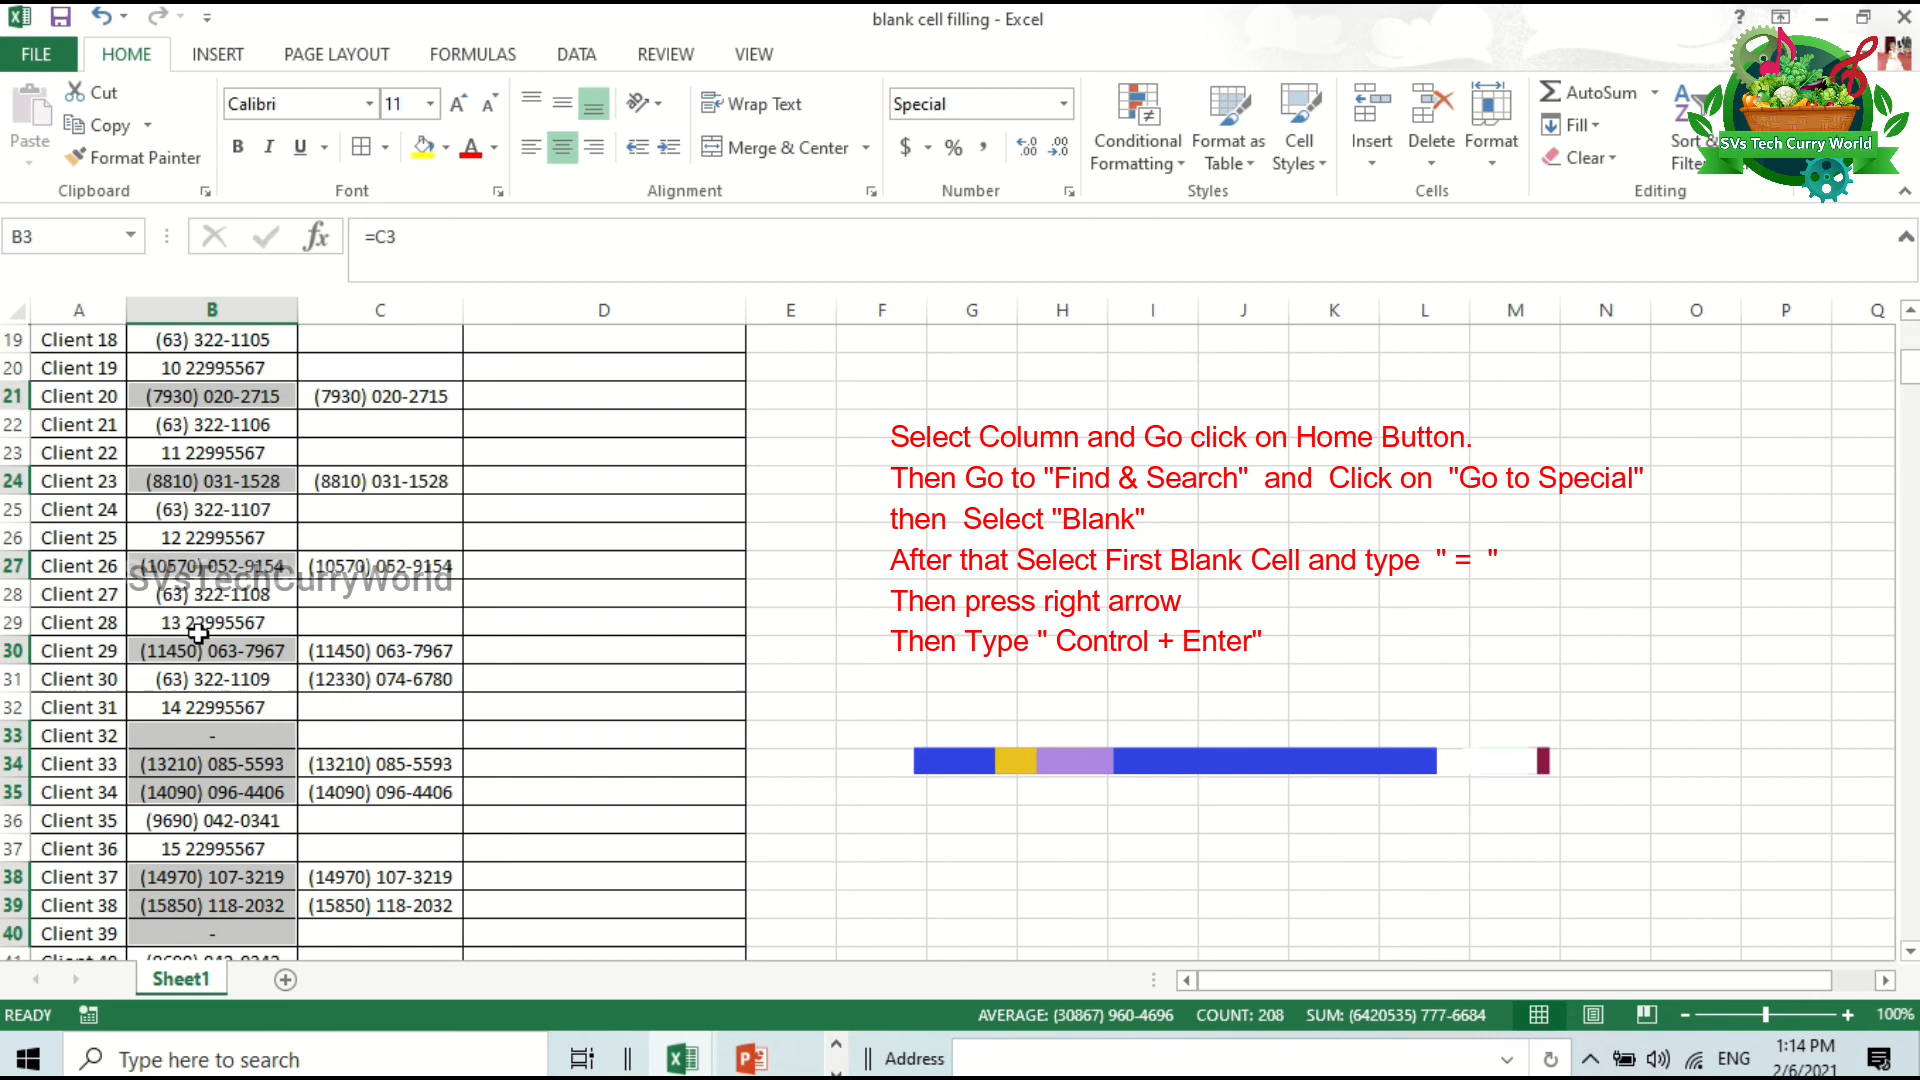 blank cell filling - Excel
?
FILE HOME INSERT PAGE LAYOUT FORMULAS DATA REVIEW VIEW
Paste
Cut
Copy
Format Painter
Clipboard
Calibri 11
B I U
Font
Wrap Text
Merge & Center
Alignment
Special
$ % ,
Number
Conditional Formatting
Format as Table
Cell Styles
Styles
Insert Delete Format
Cells
AutoSum
Fill
Clear
Sort &
Editing
SVs Tech Curry World
B3 fx =C3
A B C D E F G H I J K L M N O P Q
19 Client 18 (63) 322-1105
20 Client 19 10 22995567
21 Client 20 (7930) 020-2715 (7930) 020-2715
22 Client 21 (63) 322-1106
23 Client 22 11 22995567
24 Client 23 (8810) 031-1528 (8810) 031-1528
25 Client 24 (63) 322-1107
26 Client 25 12 22995567
27 Client 26 (10570) 052-9154 (10570) 052-9154
SVsTechCurryWorld
28 Client 27 (63) 322-1108
29 Client 28 13 22995567
30 Client 29 (11450) 063-7967 (11450) 063-7967
31 Client 30 (63) 322-1109 (12330) 074-6780
32 Client 31 14 22995567
33 Client 32 -
34 Client 33 (13210) 085-5593 (13210) 085-5593
35 Client 34 (14090) 096-4406 (14090) 096-4406
36 Client 35 (9690) 042-0341
37 Client 36 15 22995567
38 Client 37 (14970) 107-3219 (14970) 107-3219
39 Client 38 (15850) 118-2032 (15850) 118-2032
40 Client 39 -
Select Column and Go click on Home Button.
Then Go to "Find & Search" and Click on "Go to Special"
then Select "Blank"
After that Select First Blank Cell and type " = "
Then press right arrow
Then Type " Control + Enter"
Sheet1
READY AVERAGE: (30867) 960-4696 COUNT: 208 SUM: (6420535) 777-6684 100%
Type here to search Address ENG 1:14 PM
2/6/2021